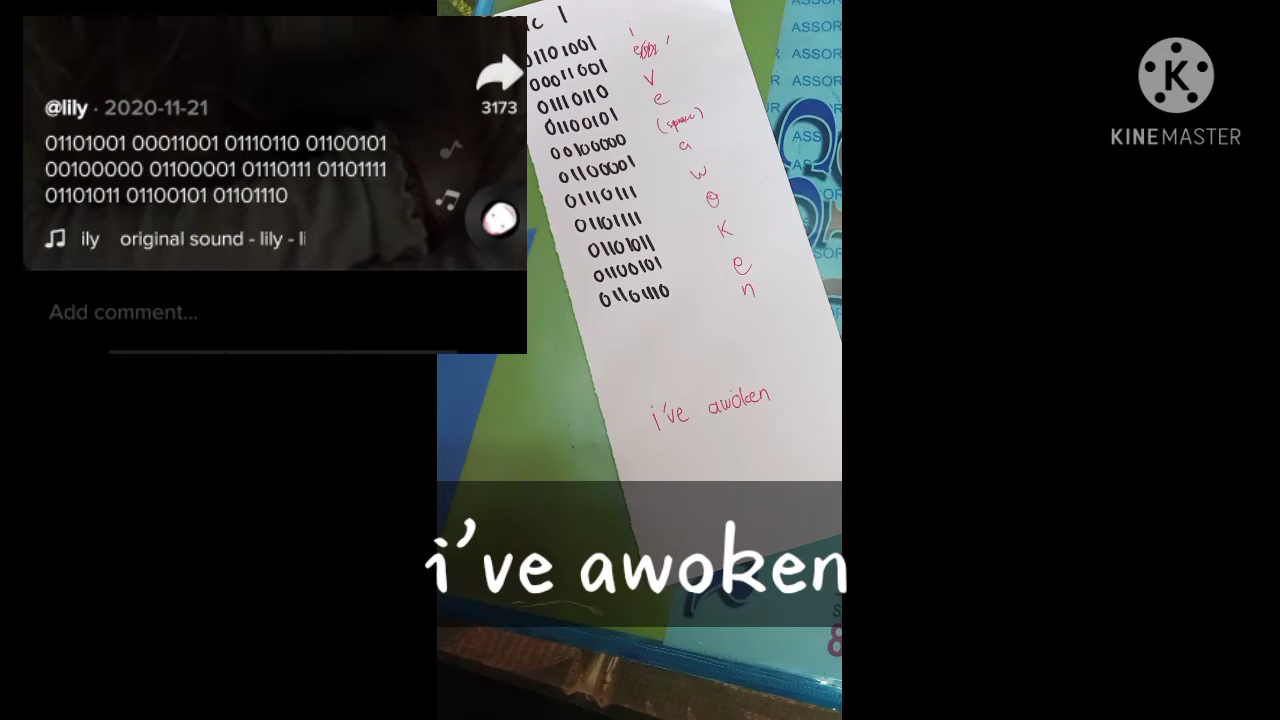 @lily · 2020-11-21
01101001 00011001 01110110 01100101
00100000 01100001 01110111 01101111
01101011 01100101 01101110
ily original sound - lily - li
3173
Add comment...
KINEMASTER
01101001 i
00011001
01110110 v
01100101 e
00100000 (space)
01100001 a
01110111 w
01101111 o
01101011 k
01100101 e
01101110 n
i've awoken
i've awoken
ASSOR
ASSOR
ASSOR
ASSOR
ASSOR